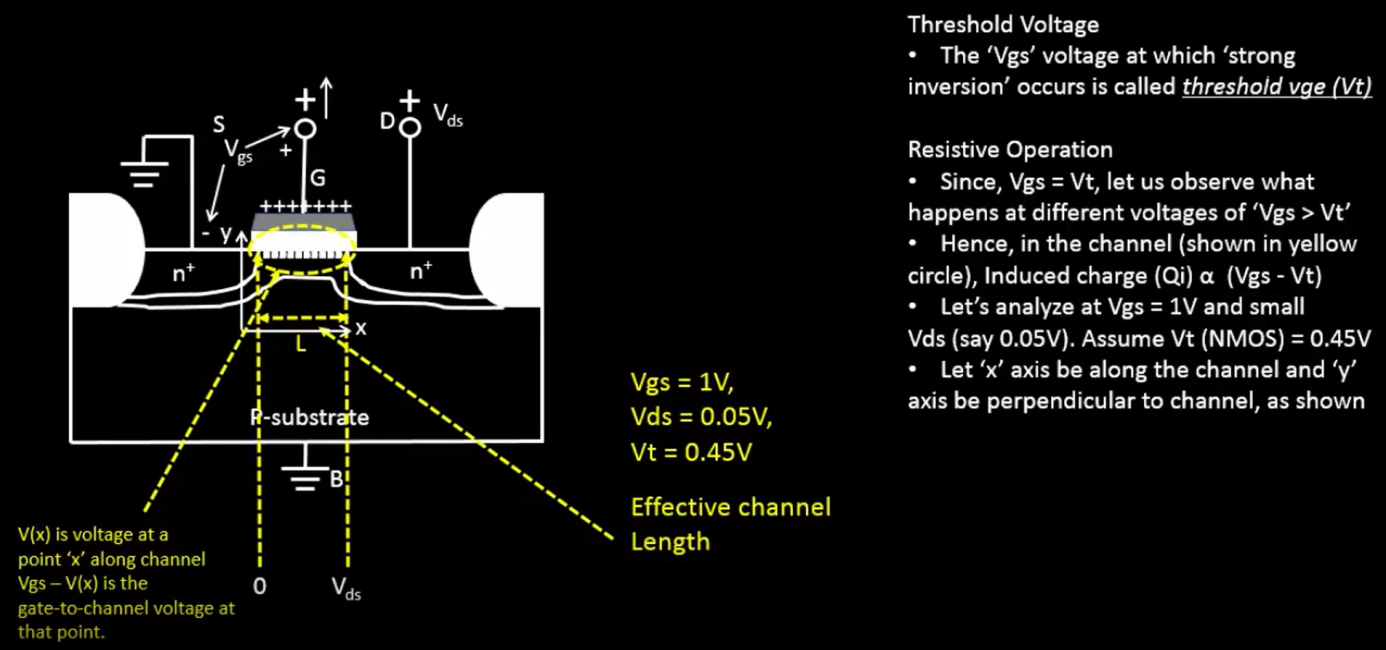 Threshold Voltage
• The ‘Vgs’ voltage at which ‘strong
inversion’ occurs is called threshold vge (Vt)
Resistive Operation
• Since, Vgs = Vt, let us observe what
happens at different voltages of ‘Vgs > Vt’
• Hence, in the channel (shown in yellow
circle), Induced charge (Qi) α (Vgs - Vt)
• Let’s analyze at Vgs = 1V and small
Vds (say 0.05V). Assume Vt (NMOS) = 0.45V
• Let ‘x’ axis be along the channel and ‘y’
axis be perpendicular to channel, as shown
+
+
S
D
Vds
Vgs
+
G
+++++++
- y
n+
n+
x
L
P-substrate
B
Vgs = 1V,
Vds = 0.05V,
Vt = 0.45V
Effective channel
Length
V(x) is voltage at a
point ‘x’ along channel
Vgs – V(x) is the
gate-to-channel voltage at
that point.
0
Vds